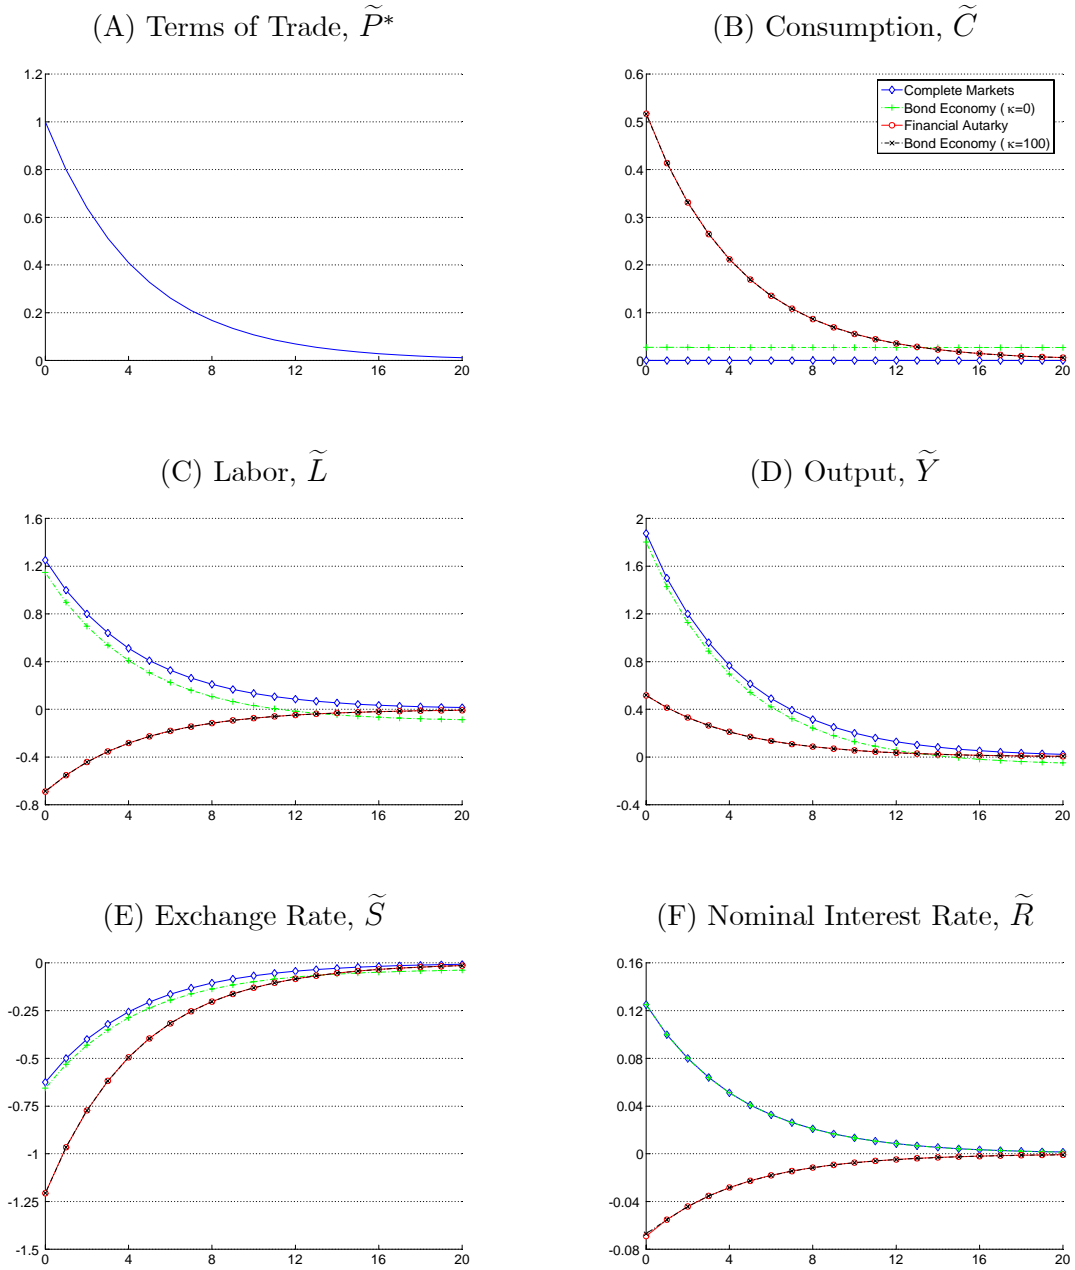 (A) Terms of Trade, P̃*
1.2
1
0.8
0.6
0.4
0.2
0
0 4 8 12 16 20
(B) Consumption, C̃
0.6
0.5
0.4
0.3
0.2
0.1
0
0 4 8 12 16 20
Complete Markets
Bond Economy ( κ=0)
Financial Autarky
Bond Economy ( κ=100)
(C) Labor, L̃
1.6
1.2
0.8
0.4
0
-0.4
-0.8
0 4 8 12 16 20
(D) Output, Ỹ
2
1.6
1.2
0.8
0.4
0
-0.4
0 4 8 12 16 20
(E) Exchange Rate, S̃
0
-0.25
-0.5
-0.75
-1
-1.25
-1.5
0 4 8 12 16 20
(F) Nominal Interest Rate, R̃
0.16
0.12
0.08
0.04
0
-0.04
-0.08
0 4 8 12 16 20